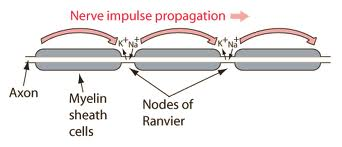 Nerve impulse propagation
K+ Na+
K+ Na+
Axon
Myelin
sheath
cells
Nodes of
Ranvier